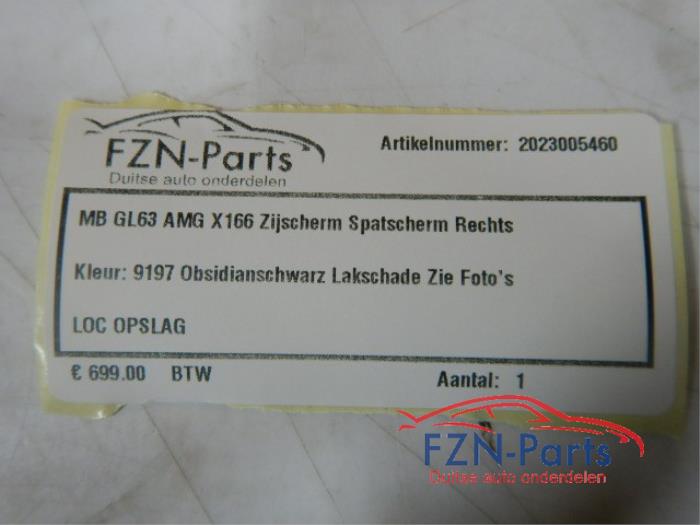 FZN-Parts
Duitse auto onderdelen
Artikelnummer: 2023005460
MB GL63 AMG X166 Zijscherm Spatscherm Rechts
Kleur: 9197 Obsidianschwarz Lakschade Zie Foto's
LOC OPSLAG
€ 699.00 BTW
Aantal: 1
FZN-Parts
Duitse auto onderdelen